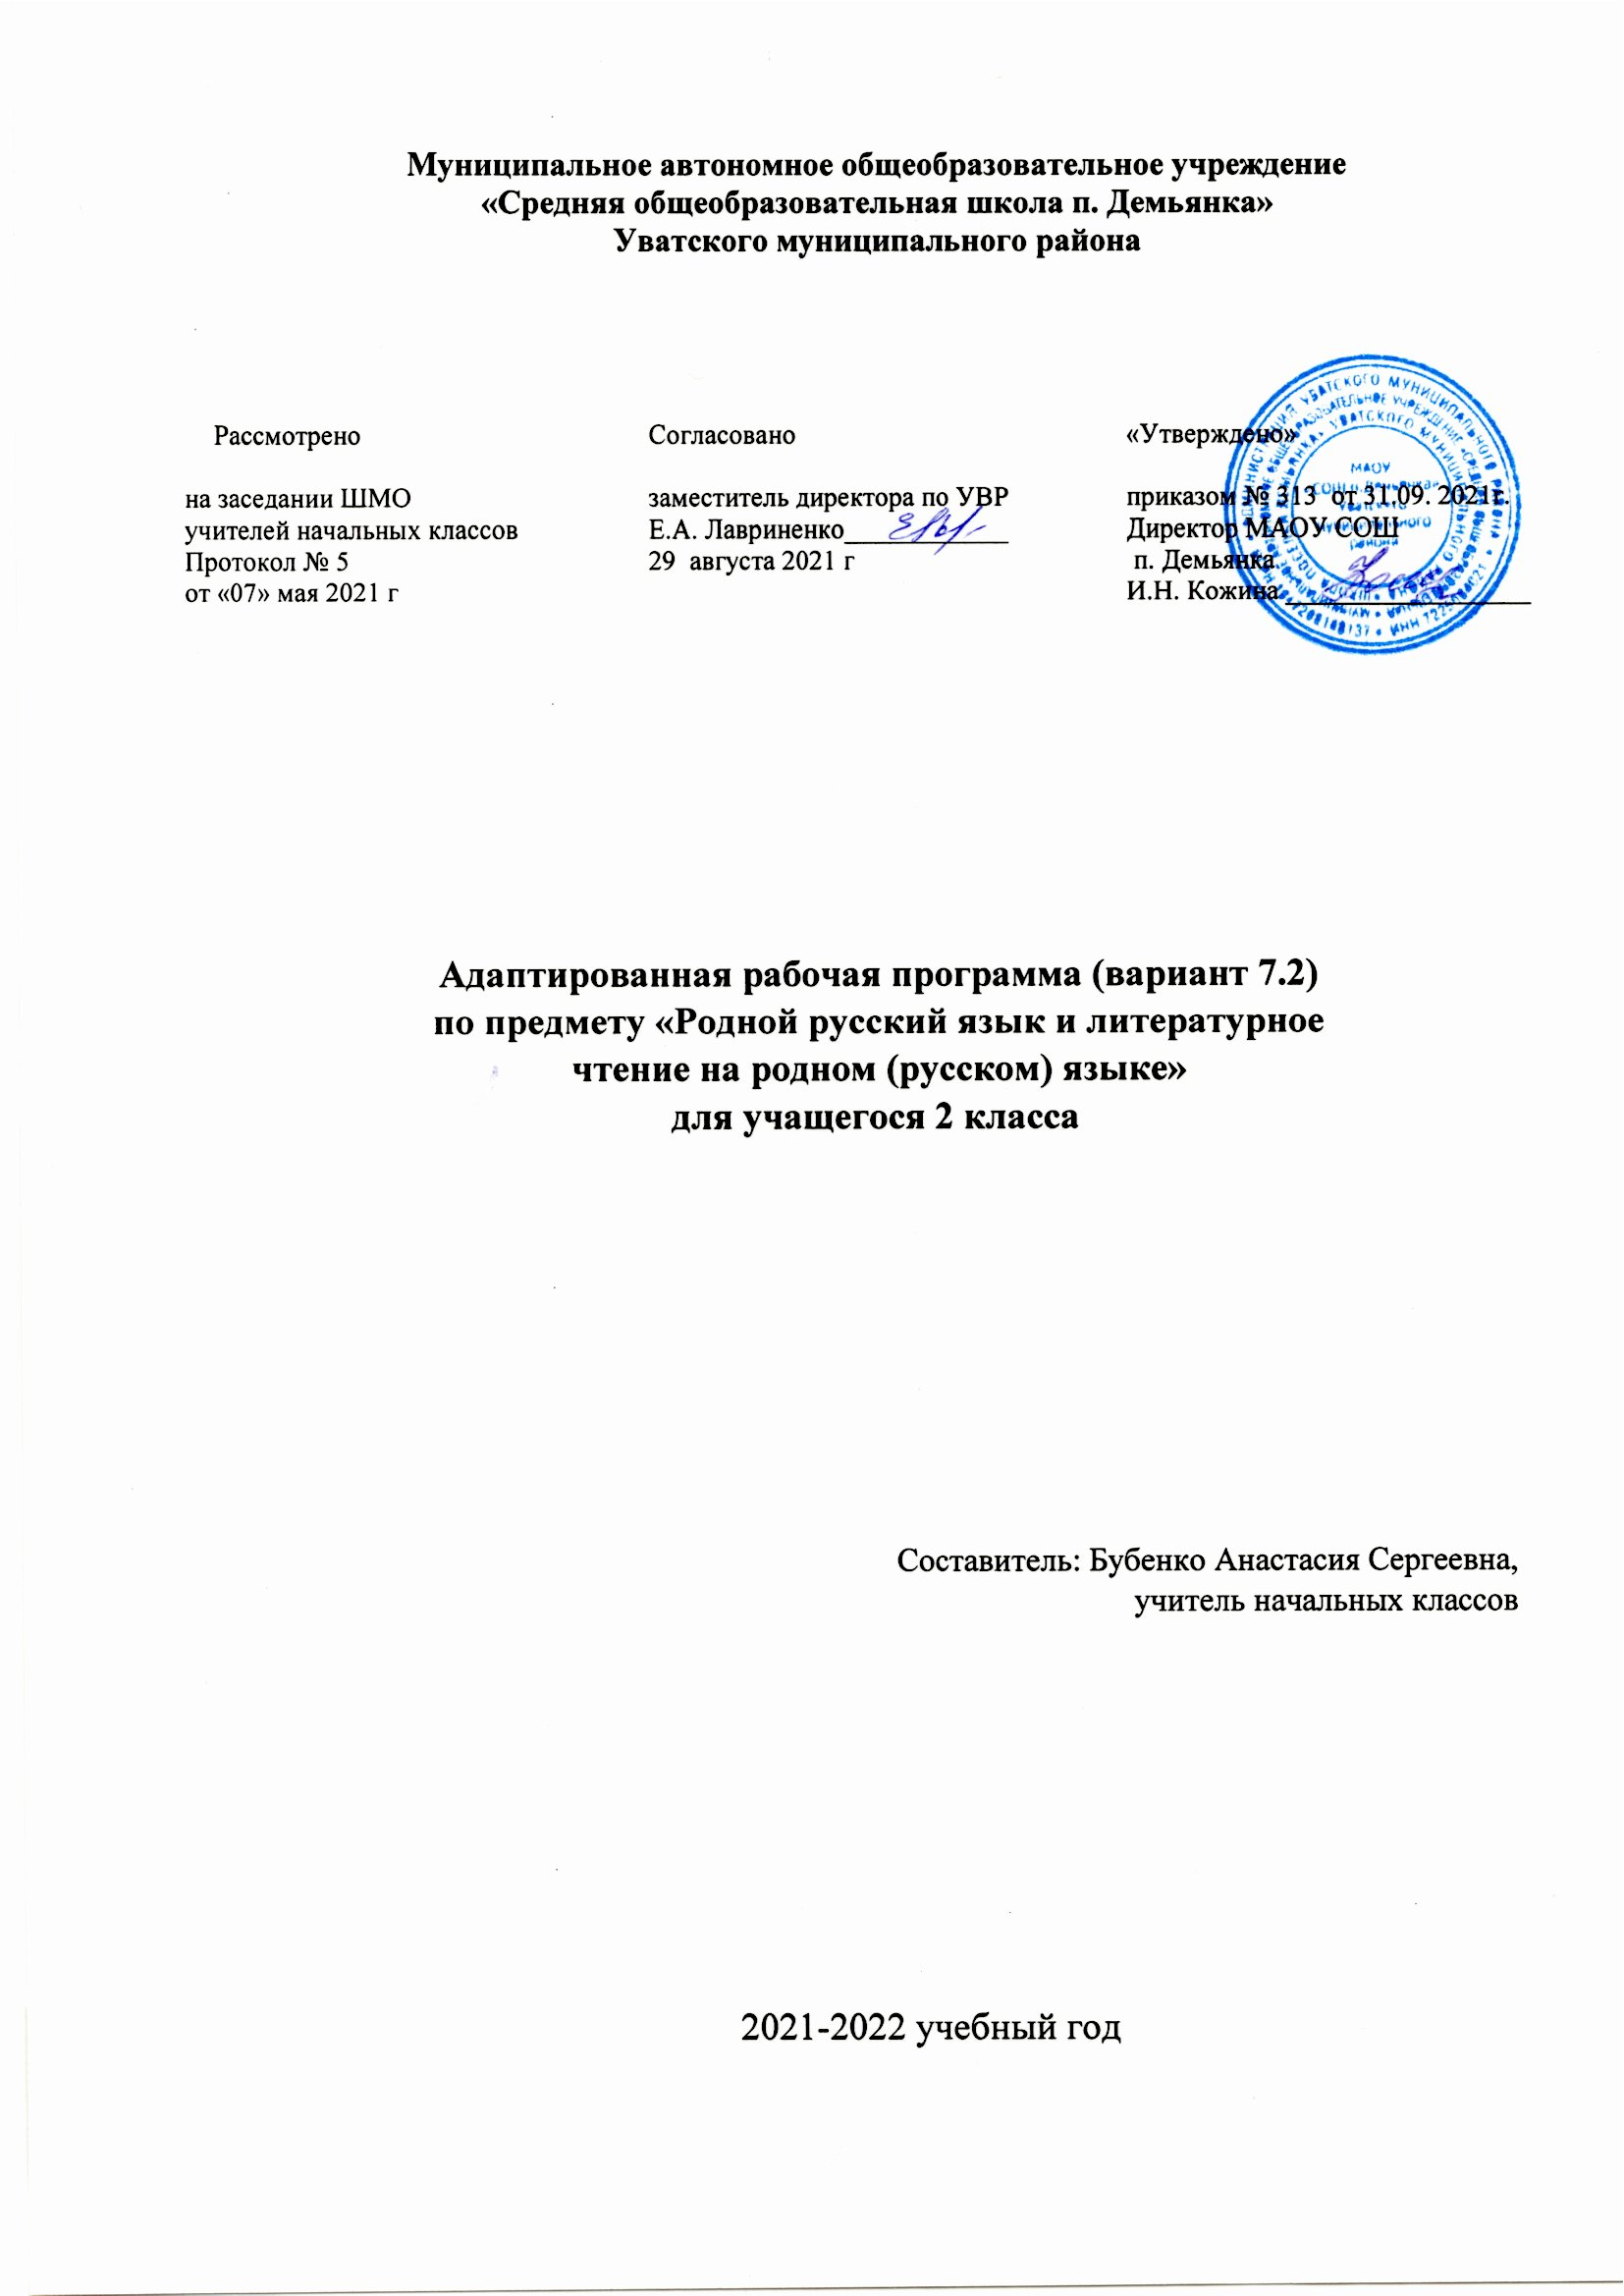 Муниципальное автономное общеобразовательное учреждение
«Средняя общеобразовательная школа п. Демьянка»
Уватского муниципального района
Рассмотрено
на заседании ШМО
учителей начальных классов
Протокол № 5
от «07» мая 2021 г
Согласовано
заместитель директора по УВР
Е.А. Лавриненко____________
29 августа 2021 г
«Утверждено»
приказом № 313 от 31.09. 2021г.
Директор МАОУ СОШ
п. Демьянка
И.Н. Кожина__________________
МАОУ
Адаптированная рабочая программа (вариант 7.2)
по предмету «Родной русский язык и литературное
чтение на родном (русском) языке»
для учащегося 2 класса
Составитель: Бубенко Анастасия Сергеевна,
учитель начальных классов
2021-2022 учебный год